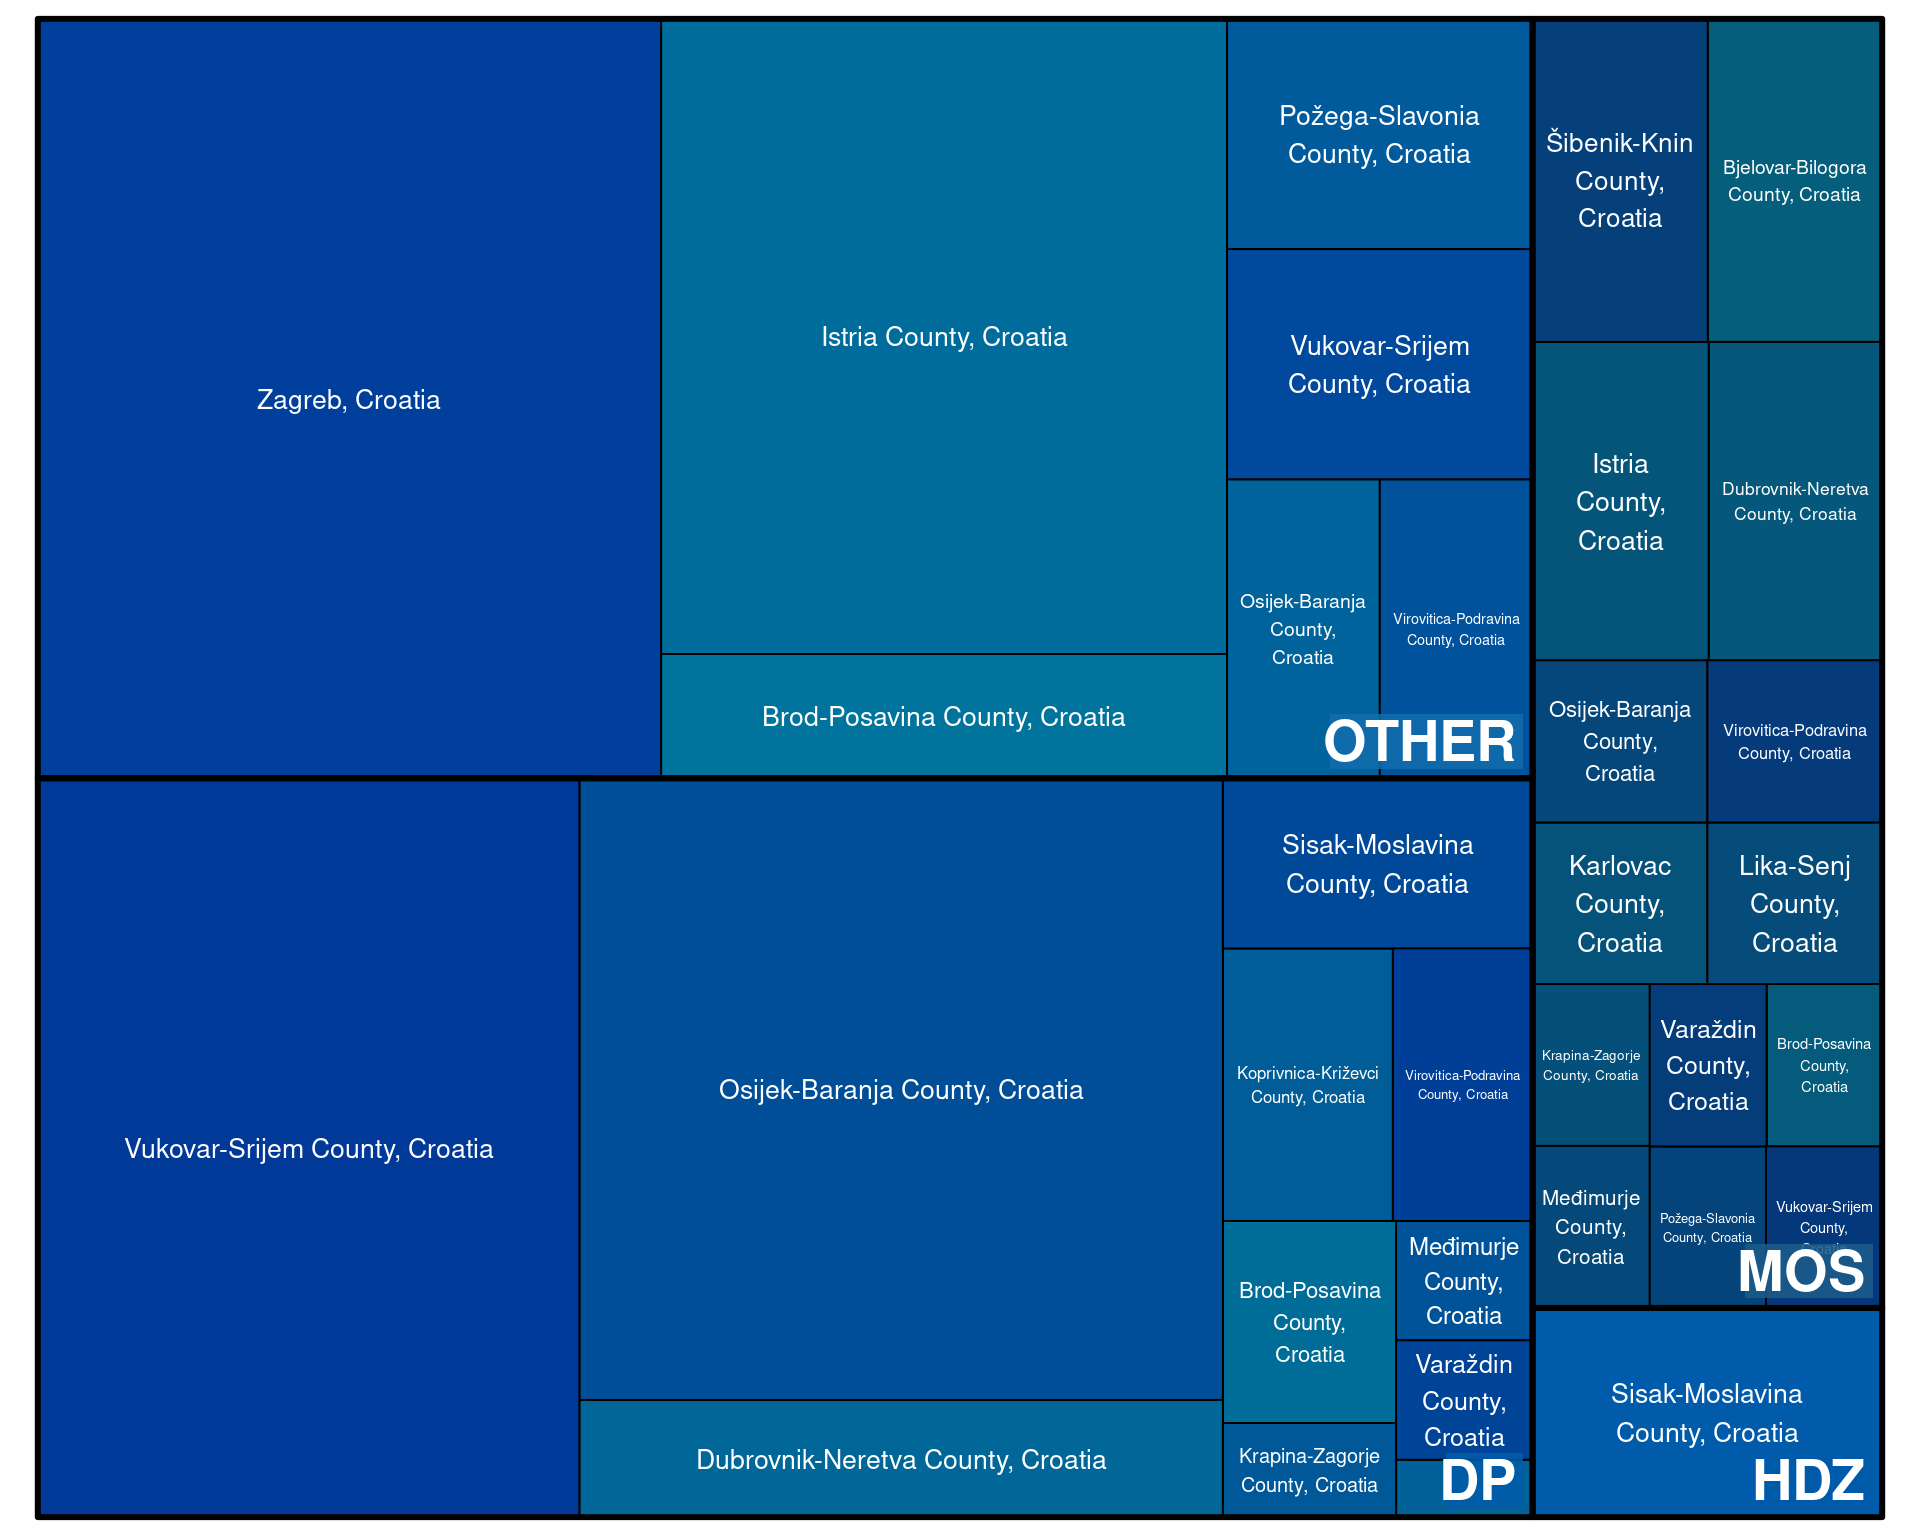 Zagreb, Croatia
Istria County, Croatia
Brod-Posavina County, Croatia
Požega-Slavonia
County, Croatia
Vukovar-Srijem
County, Croatia
Osijek-Baranja
County,
Croatia
Virovitica-Podravina
County, Croatia
OTHER
Vukovar-Srijem County, Croatia
Osijek-Baranja County, Croatia
Dubrovnik-Neretva County, Croatia
Sisak-Moslavina
County, Croatia
Koprivnica-Križevci
County, Croatia
Virovitica-Podravina
County, Croatia
Brod-Posavina
County,
Croatia
Međimurje
County,
Croatia
Varaždin
County,
Croatia
Krapina-Zagorje
County, Croatia
DP
Šibenik-Knin
County,
Croatia
Bjelovar-Bilogora
County, Croatia
Istria
County,
Croatia
Dubrovnik-Neretva
County, Croatia
Osijek-Baranja
County,
Croatia
Virovitica-Podravina
County, Croatia
Karlovac
County,
Croatia
Lika-Senj
County,
Croatia
Krapina-Zagorje
County, Croatia
Varaždin
County,
Croatia
Brod-Posavina
County,
Croatia
Međimurje
County,
Croatia
Požega-Slavonia
County, Croatia
Vukovar-Srijem
County,
MOS
Sisak-Moslavina
County, Croatia
HDZ